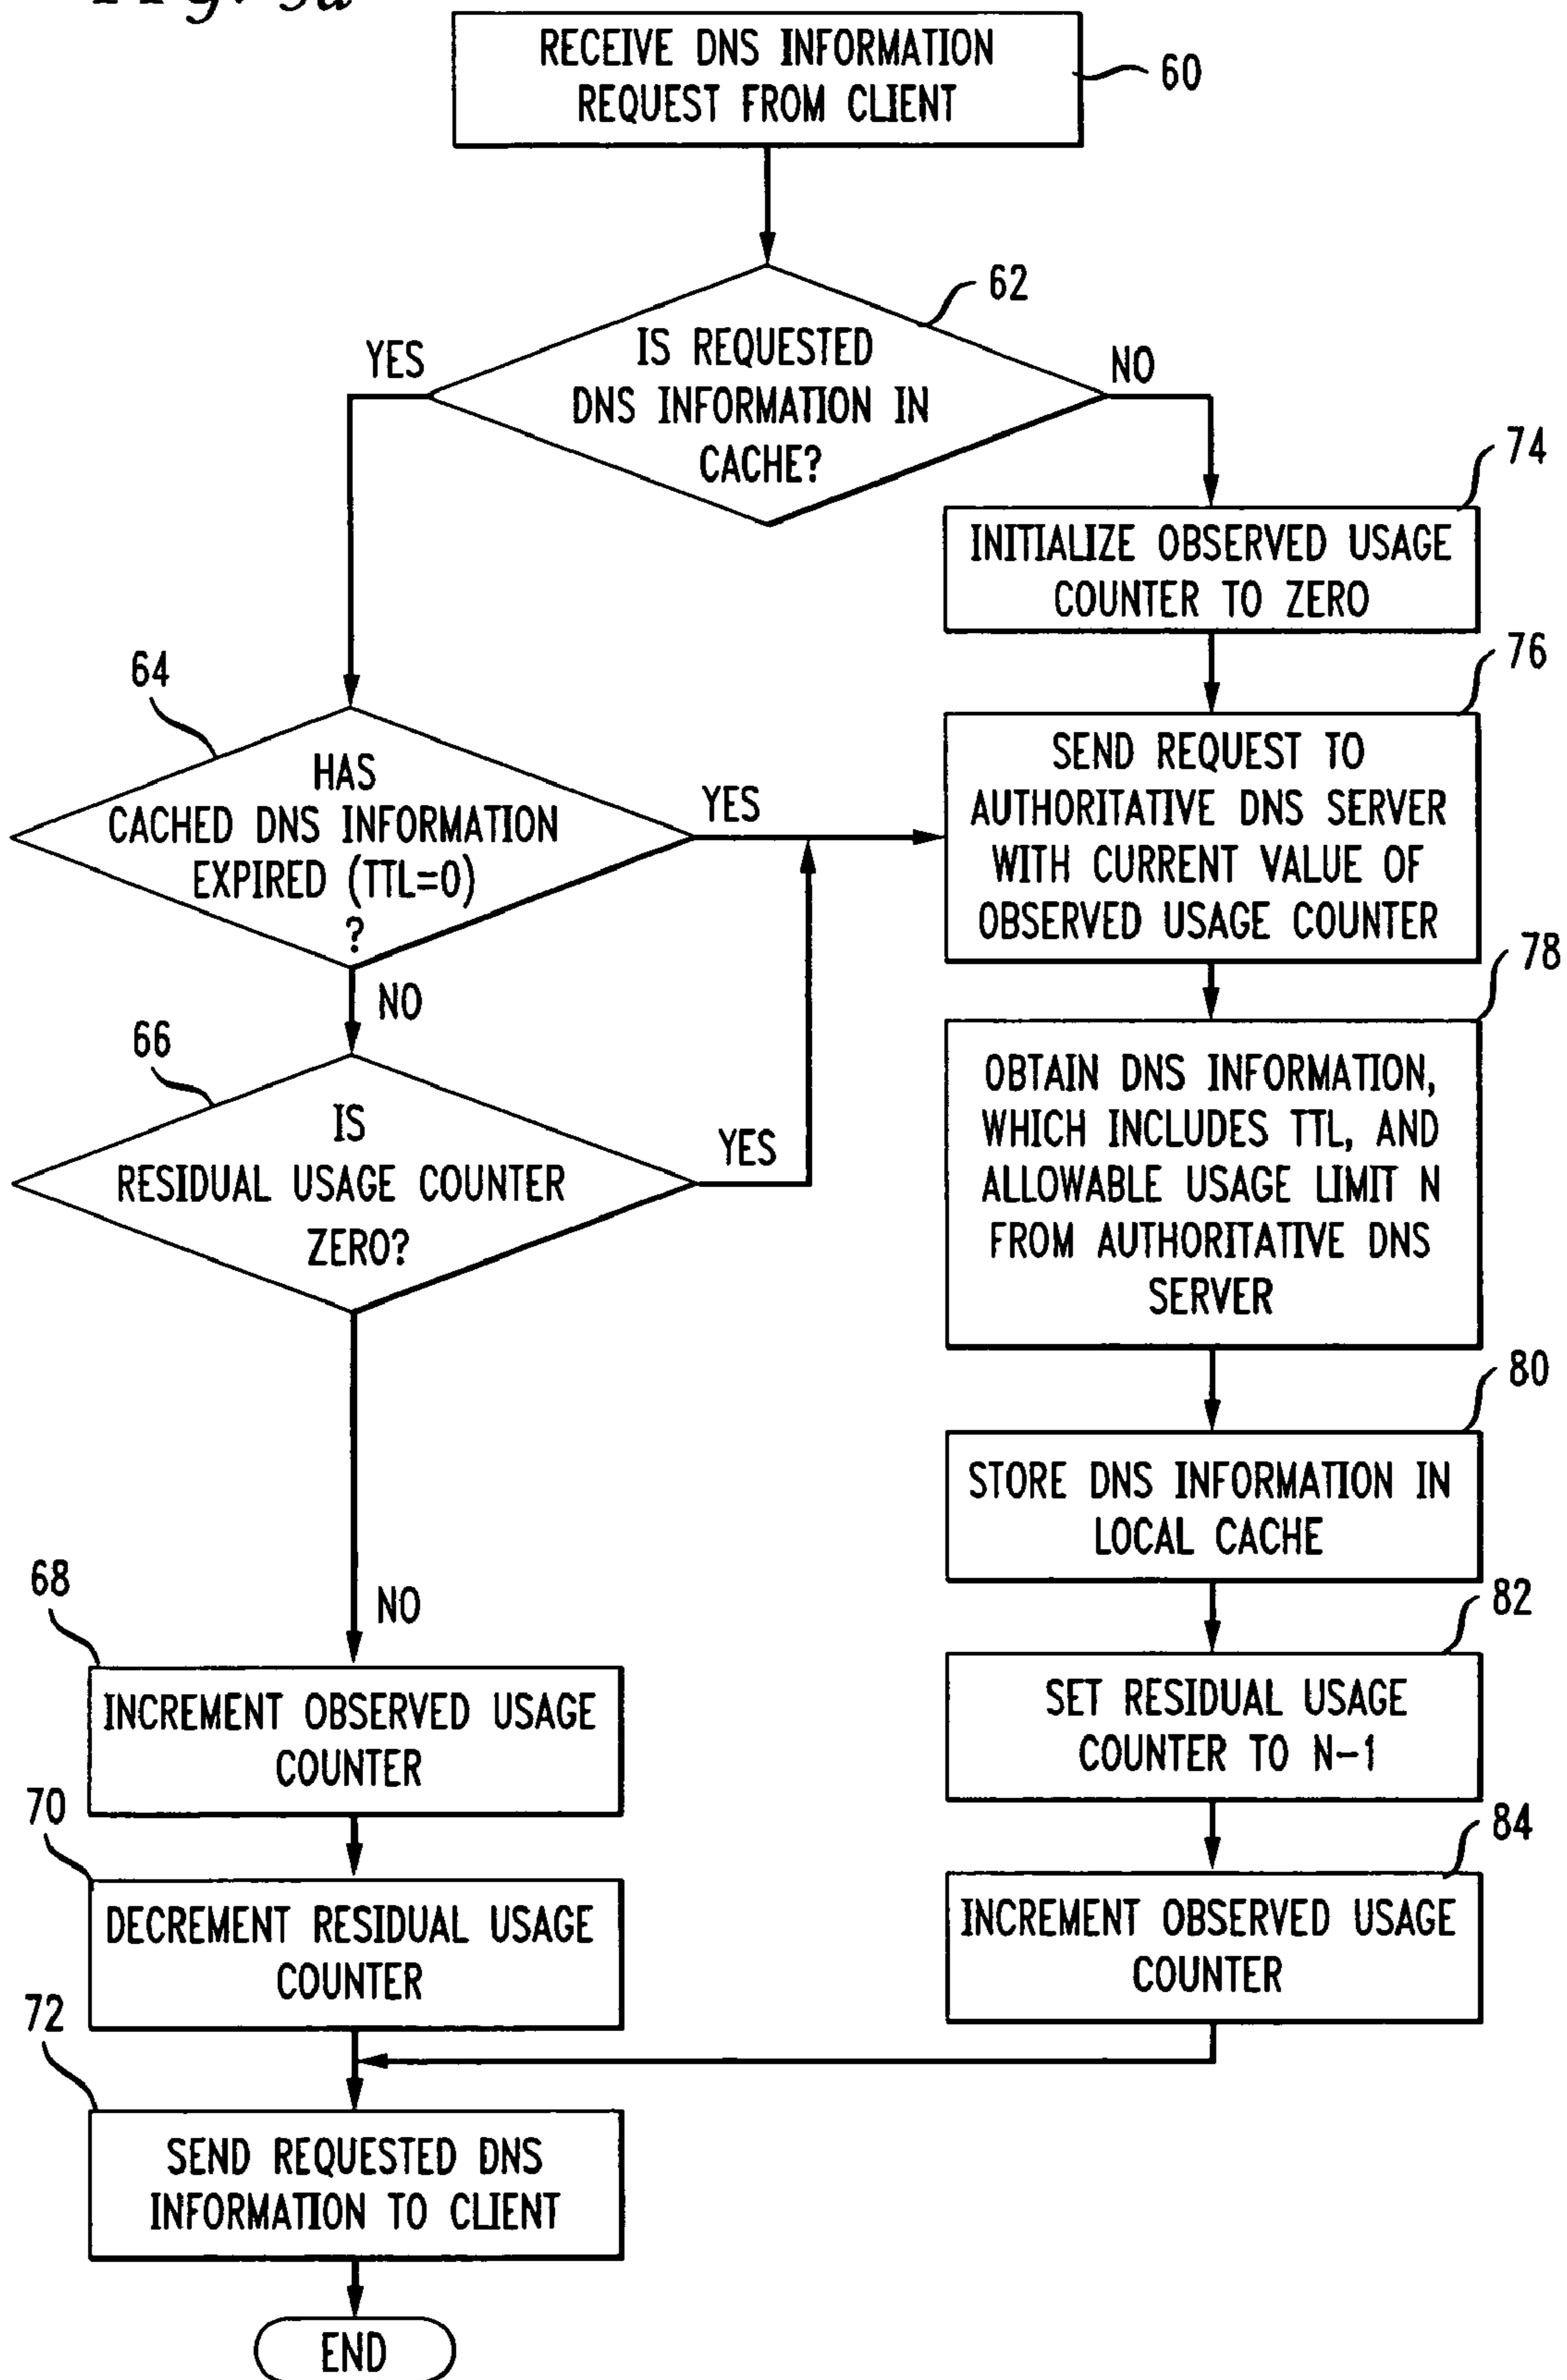 Fig. 3a
RECEIVE DNS INFORMATION
REQUEST FROM CLIENT
60
62
IS REQUESTED
DNS INFORMATION IN
CACHE?
YES
NO
74
INITIALIZE OBSERVED USAGE
COUNTER TO ZERO
76
64
HAS
CACHED DNS INFORMATION
EXPIRED (TTL=0)
?
YES
NO
SEND REQUEST TO
AUTHORITATIVE DNS SERVER
WITH CURRENT VALUE OF
OBSERVED USAGE COUNTER
78
66
IS
RESIDUAL USAGE COUNTER
ZERO?
YES
NO
OBTAIN DNS INFORMATION,
WHICH INCLUDES TTL, AND
ALLOWABLE USAGE LIMIT N
FROM AUTHORITATIVE DNS
SERVER
80
STORE DNS INFORMATION IN
LOCAL CACHE
68
82
INCREMENT OBSERVED USAGE
COUNTER
SET RESIDUAL USAGE
COUNTER TO N-1
70
84
DECREMENT RESIDUAL USAGE
COUNTER
INCREMENT OBSERVED USAGE
COUNTER
72
SEND REQUESTED DNS
INFORMATION TO CLIENT
END